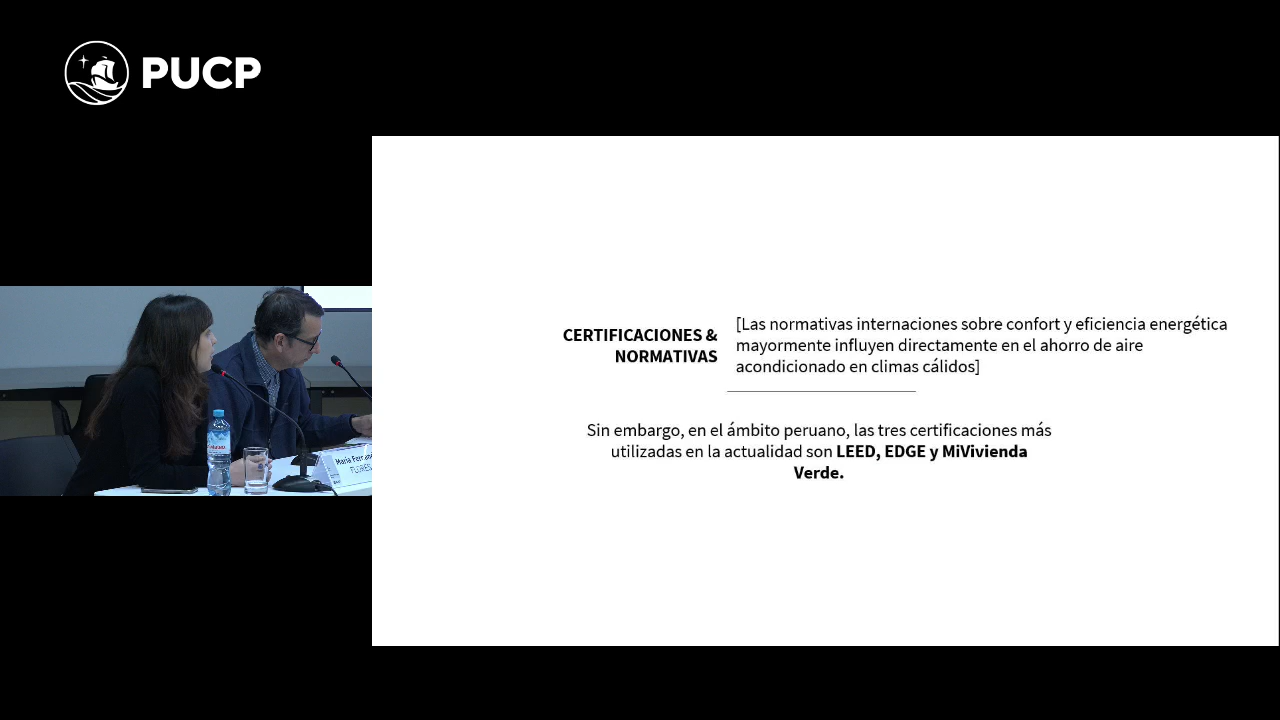 PUCP
CERTIFICACIONES &
NORMATIVAS
[Las normativas internaciones sobre confort y eficiencia energética
mayormente influyen directamente en el ahorro de aire
acondicionado en climas cálidos]
Sin embargo, en el ámbito peruano, las tres certificaciones más
utilizadas en la actualidad son LEED, EDGE y MiVivienda
Verde.
María
FLORES